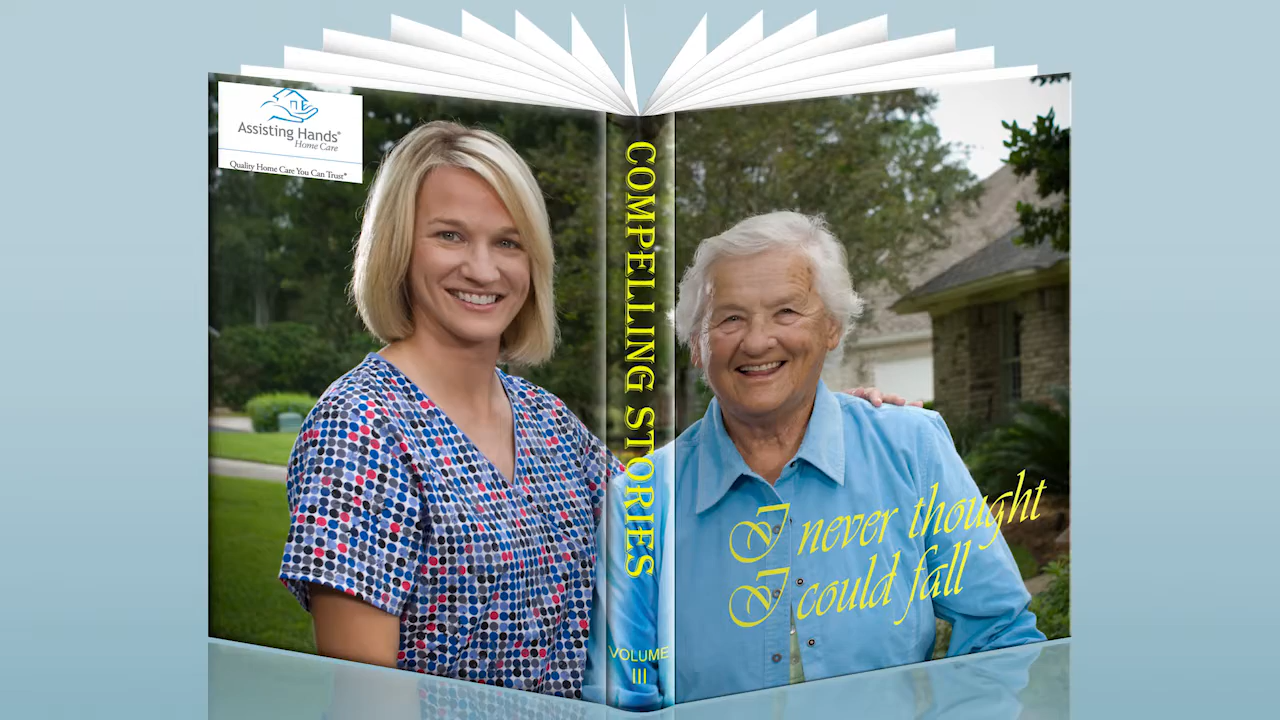 Assisting Hands®
Home Care
Quality Home Care You Can Trust®
COMPELLING STORIES
VOLUME
III
I never thought
I could fall